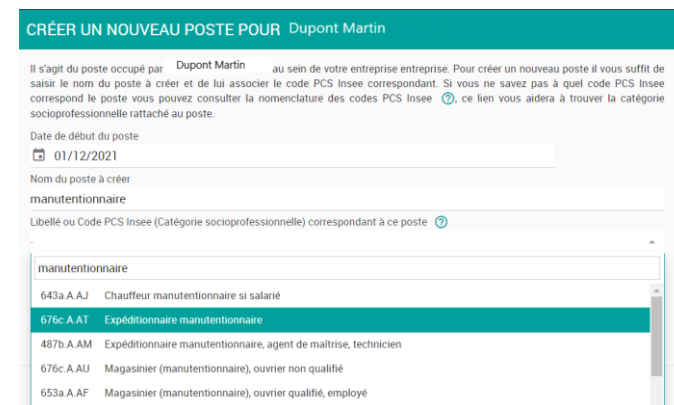 CRÉER UN NOUVEAU POSTE POUR Dupont Martin
Il s'agit du poste occupé par Dupont Martin au sein de votre entreprise entreprise. Pour créer un nouveau poste il vous suffit de
saisir le nom du poste à créer et de lui associer le code PCS Insee correspondant. Si vous ne savez pas à quel code PCS Insee
correspond le poste vous pouvez consulter la nomenclature des codes PCS Insee ?, ce lien vous aidera à trouver la catégorie
socioprofessionnelle rattaché au poste.
Date de début du poste
01/12/2021
Nom du poste à créer
manutentionnaire
Libellé ou Code PCS Insee (Catégorie socioprofessionnelle) correspondant à ce poste ?
-
manutentionnaire
643a.A.AJ Chauffeur manutentionnaire si salarié
676c.A.AT Expéditionnaire manutentionnaire
487b.A.AM Expéditionnaire manutentionnaire, agent de maîtrise, technicien
676c.A.AU Magasinier (manutentionnaire), ouvrier non qualifié
653a.A.AF Magasinier (manutentionnaire), ouvrier qualifié, employé